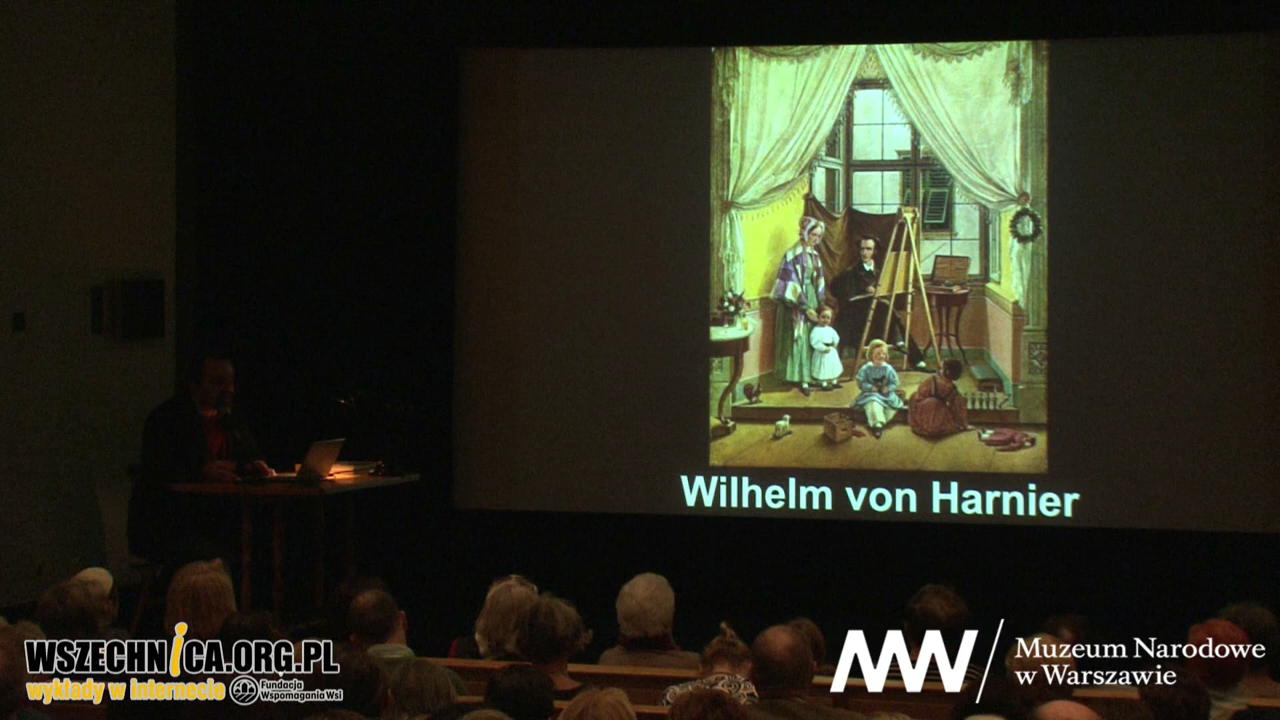 Wilhelm von Harnier
WSZECHNICA.ORG.PL
wykłady w internecie
Fundacja
Wspomagania Wsi
Muzeum Narodowe
w Warszawie